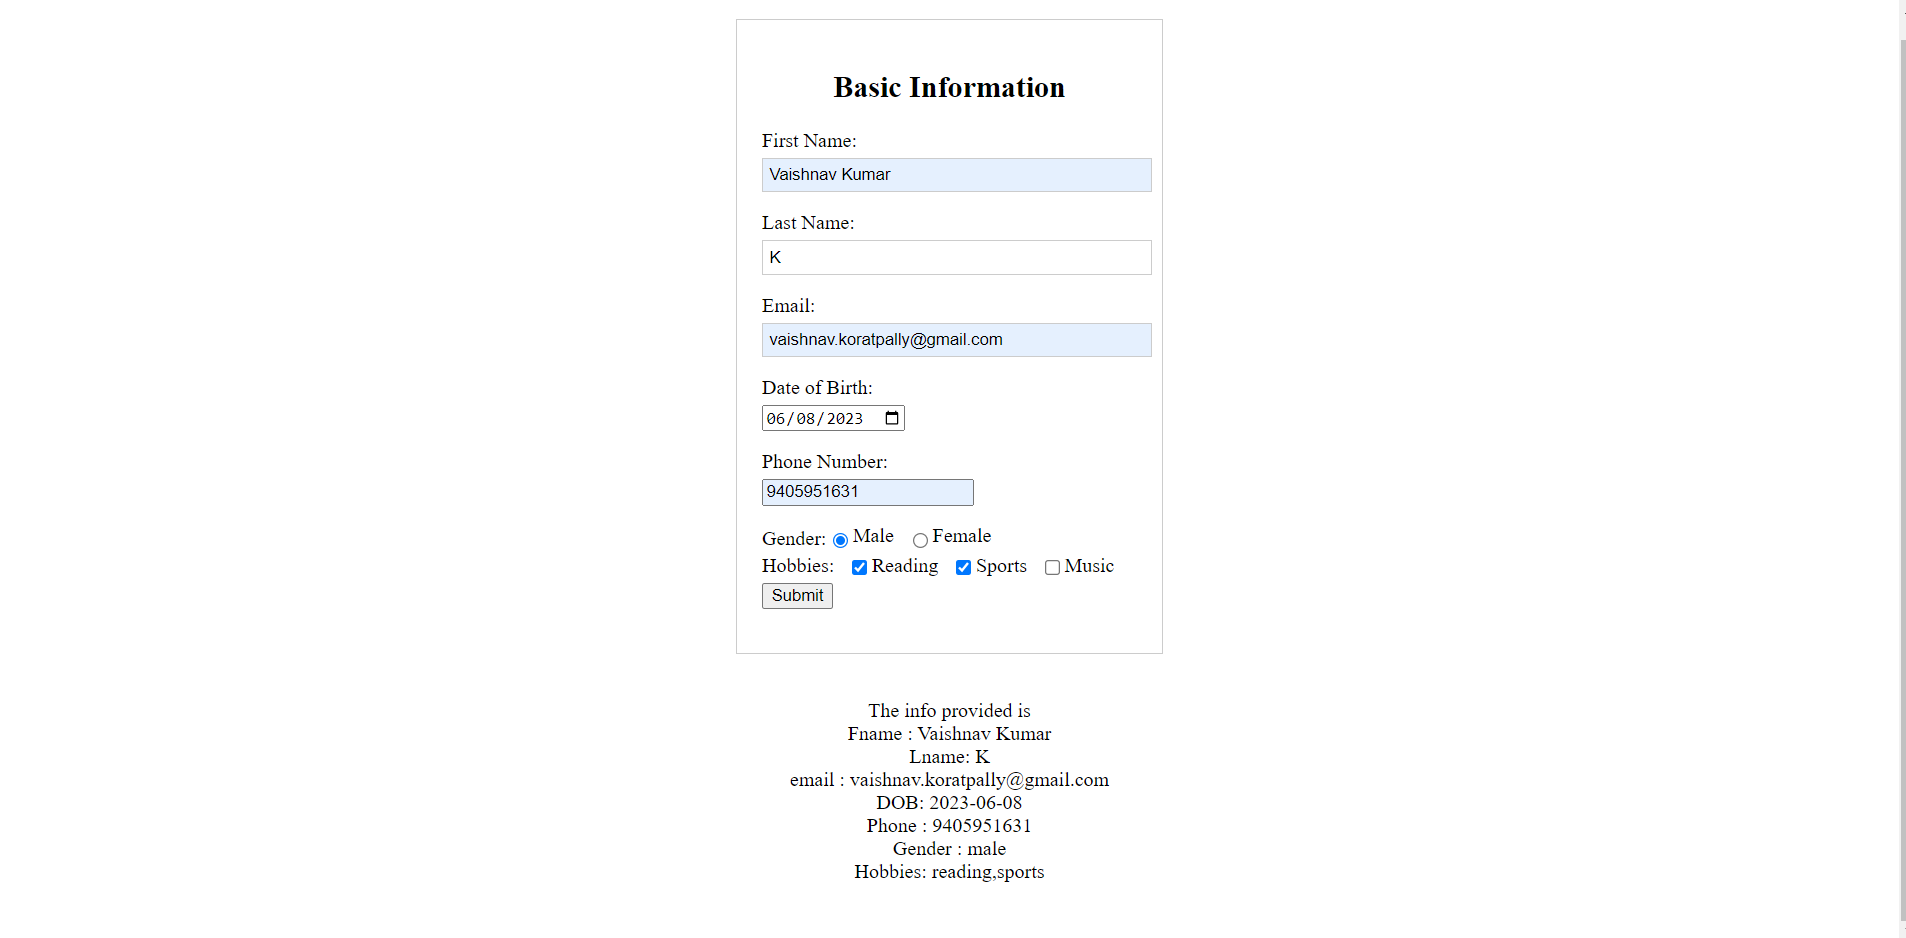 Basic Information
First Name:
Vaishnav Kumar
Last Name:
K
Email:
vaishnav.koratpally@gmail.com
Date of Birth:
06/08/2023
Phone Number:
9405951631
Gender: Male Female
Hobbies: Reading Sports Music
Submit
The info provided is
Fname : Vaishnav Kumar
Lname: K
email : vaishnav.koratpally@gmail.com
DOB: 2023-06-08
Phone : 9405951631
Gender : male
Hobbies: reading,sports